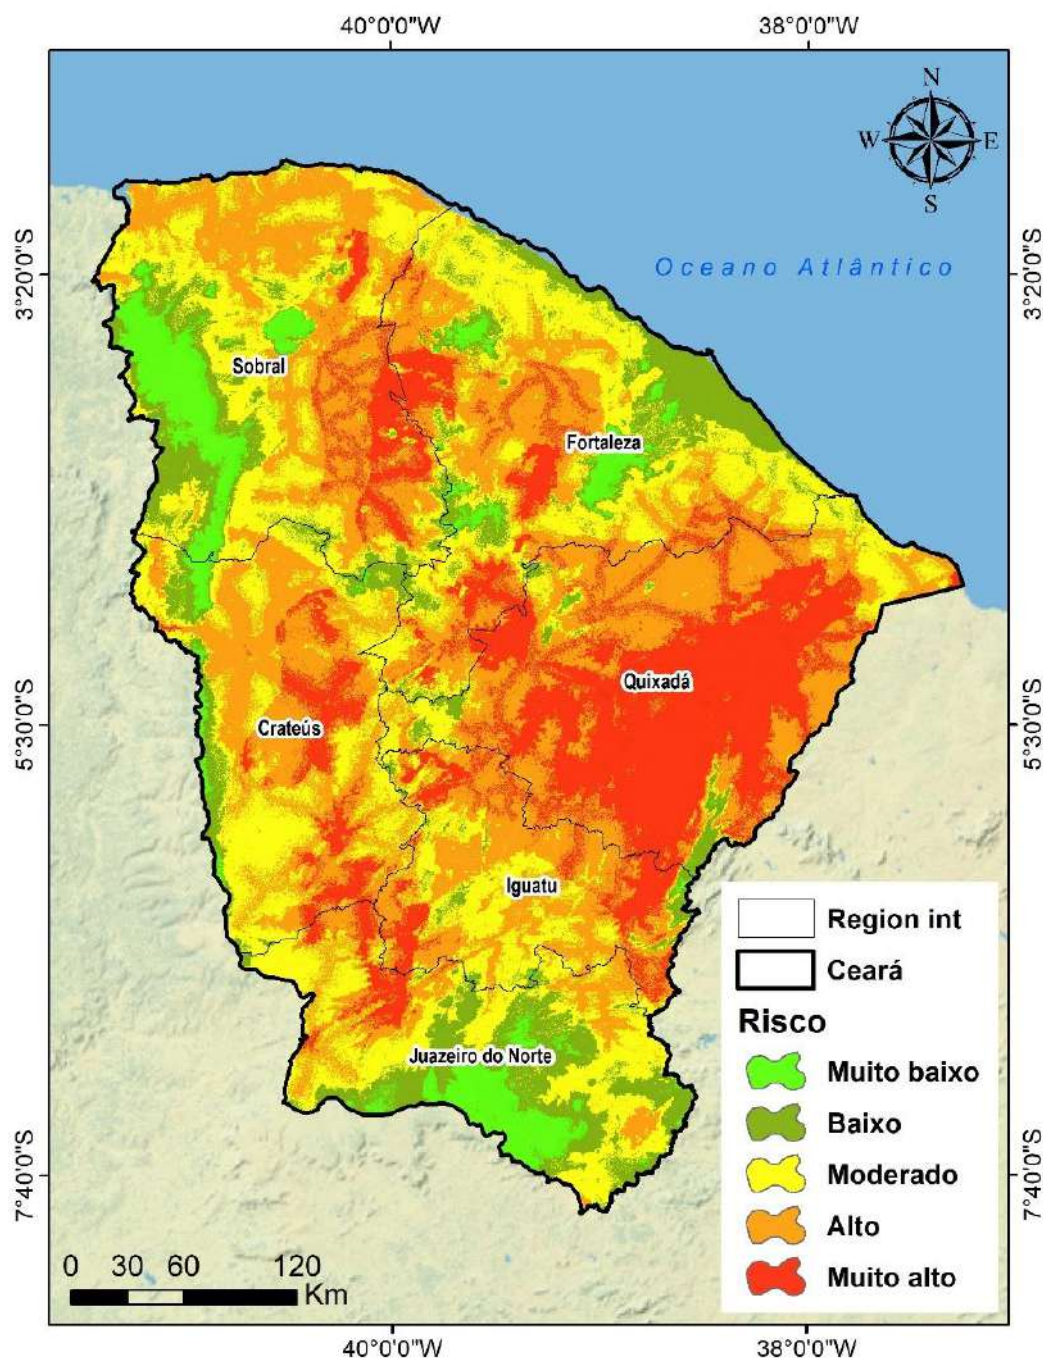 40°0'0"W 38°0'0"W
N
W E
S
3°20'0"S 3°20'0"S
Oceano Atlântico
Sobral
Fortaleza
Quixadá
5°30'0"S 5°30'0"S
Crateús
Iguatu
Region int
Ceará
Risco
Juazeiro do Norte
Muito baixo
Baixo
Moderado
7°40'0"S 7°40'0"S
Alto
Muito alto
0 30 60 120
Km
40°0'0"W 38°0'0"W